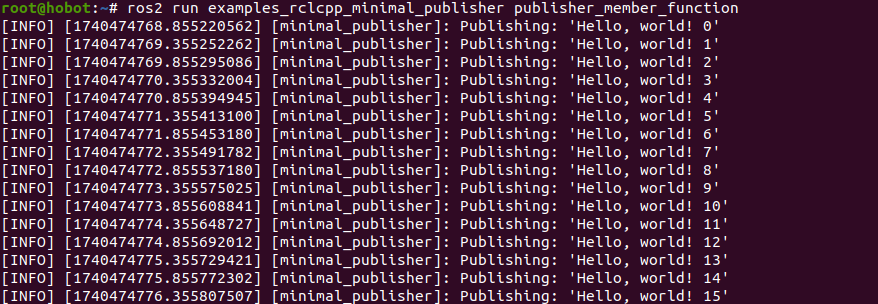 root@hobot:~# ros2 run examples_rclcpp_minimal_publisher publisher_member_function
[INFO] [1740474768.855220562] [minimal_publisher]: Publishing: 'Hello, world! 0'
[INFO] [1740474769.355252262] [minimal_publisher]: Publishing: 'Hello, world! 1'
[INFO] [1740474769.855295086] [minimal_publisher]: Publishing: 'Hello, world! 2'
[INFO] [1740474770.355332004] [minimal_publisher]: Publishing: 'Hello, world! 3'
[INFO] [1740474770.855394945] [minimal_publisher]: Publishing: 'Hello, world! 4'
[INFO] [1740474771.355413100] [minimal_publisher]: Publishing: 'Hello, world! 5'
[INFO] [1740474771.855453180] [minimal_publisher]: Publishing: 'Hello, world! 6'
[INFO] [1740474772.355491782] [minimal_publisher]: Publishing: 'Hello, world! 7'
[INFO] [1740474772.855537180] [minimal_publisher]: Publishing: 'Hello, world! 8'
[INFO] [1740474773.355575025] [minimal_publisher]: Publishing: 'Hello, world! 9'
[INFO] [1740474773.855608841] [minimal_publisher]: Publishing: 'Hello, world! 10'
[INFO] [1740474774.355648727] [minimal_publisher]: Publishing: 'Hello, world! 11'
[INFO] [1740474774.855692012] [minimal_publisher]: Publishing: 'Hello, world! 12'
[INFO] [1740474775.355729421] [minimal_publisher]: Publishing: 'Hello, world! 13'
[INFO] [1740474775.855772302] [minimal_publisher]: Publishing: 'Hello, world! 14'
[INFO] [1740474776.355807507] [minimal_publisher]: Publishing: 'Hello, world! 15'